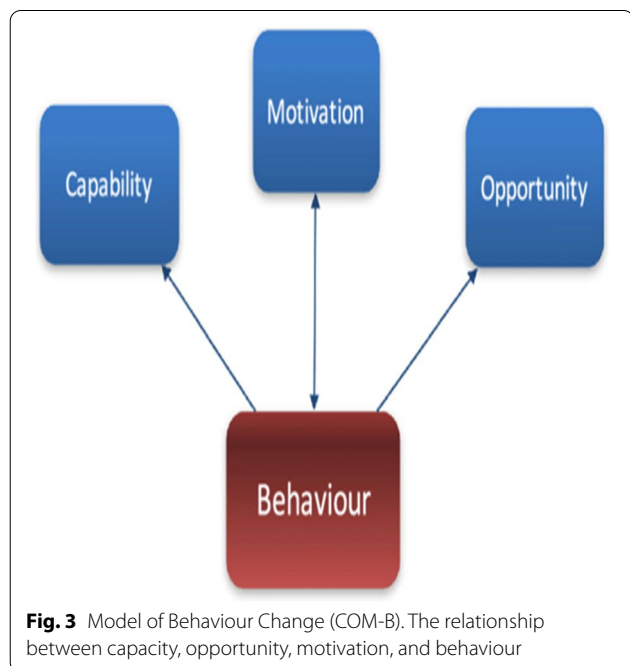 Motivation
Capability
Opportunity
Behaviour
Fig. 3 Model of Behaviour Change (COM-B). The relationship
between capacity, opportunity, motivation, and behaviour